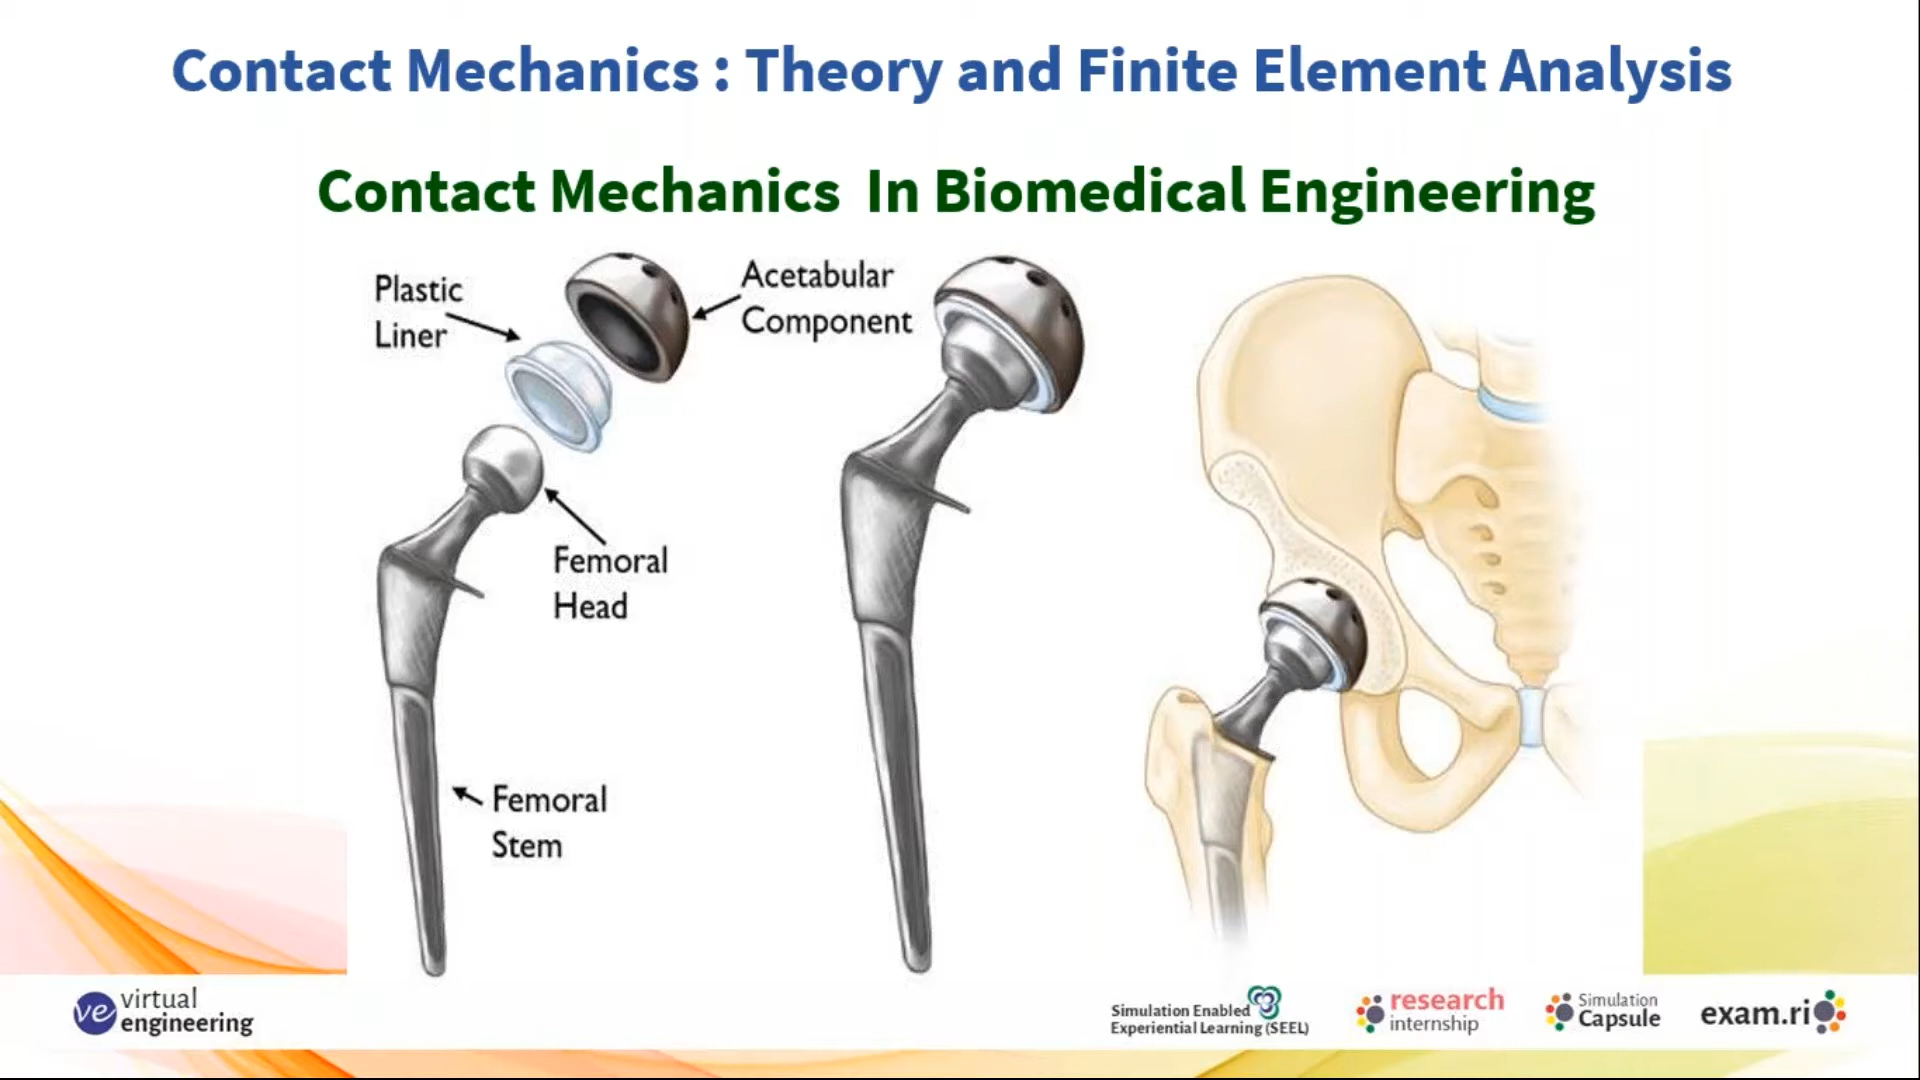 Contact Mechanics : Theory and Finite Element Analysis
Contact Mechanics In Biomedical Engineering
Plastic
Liner
Acetabular
Component
Femoral
Head
Femoral
Stem
ve virtual
engineering
Simulation Enabled
Experiential Learning (SEEL)
research
internship
Simulation
Capsule
exam.ri